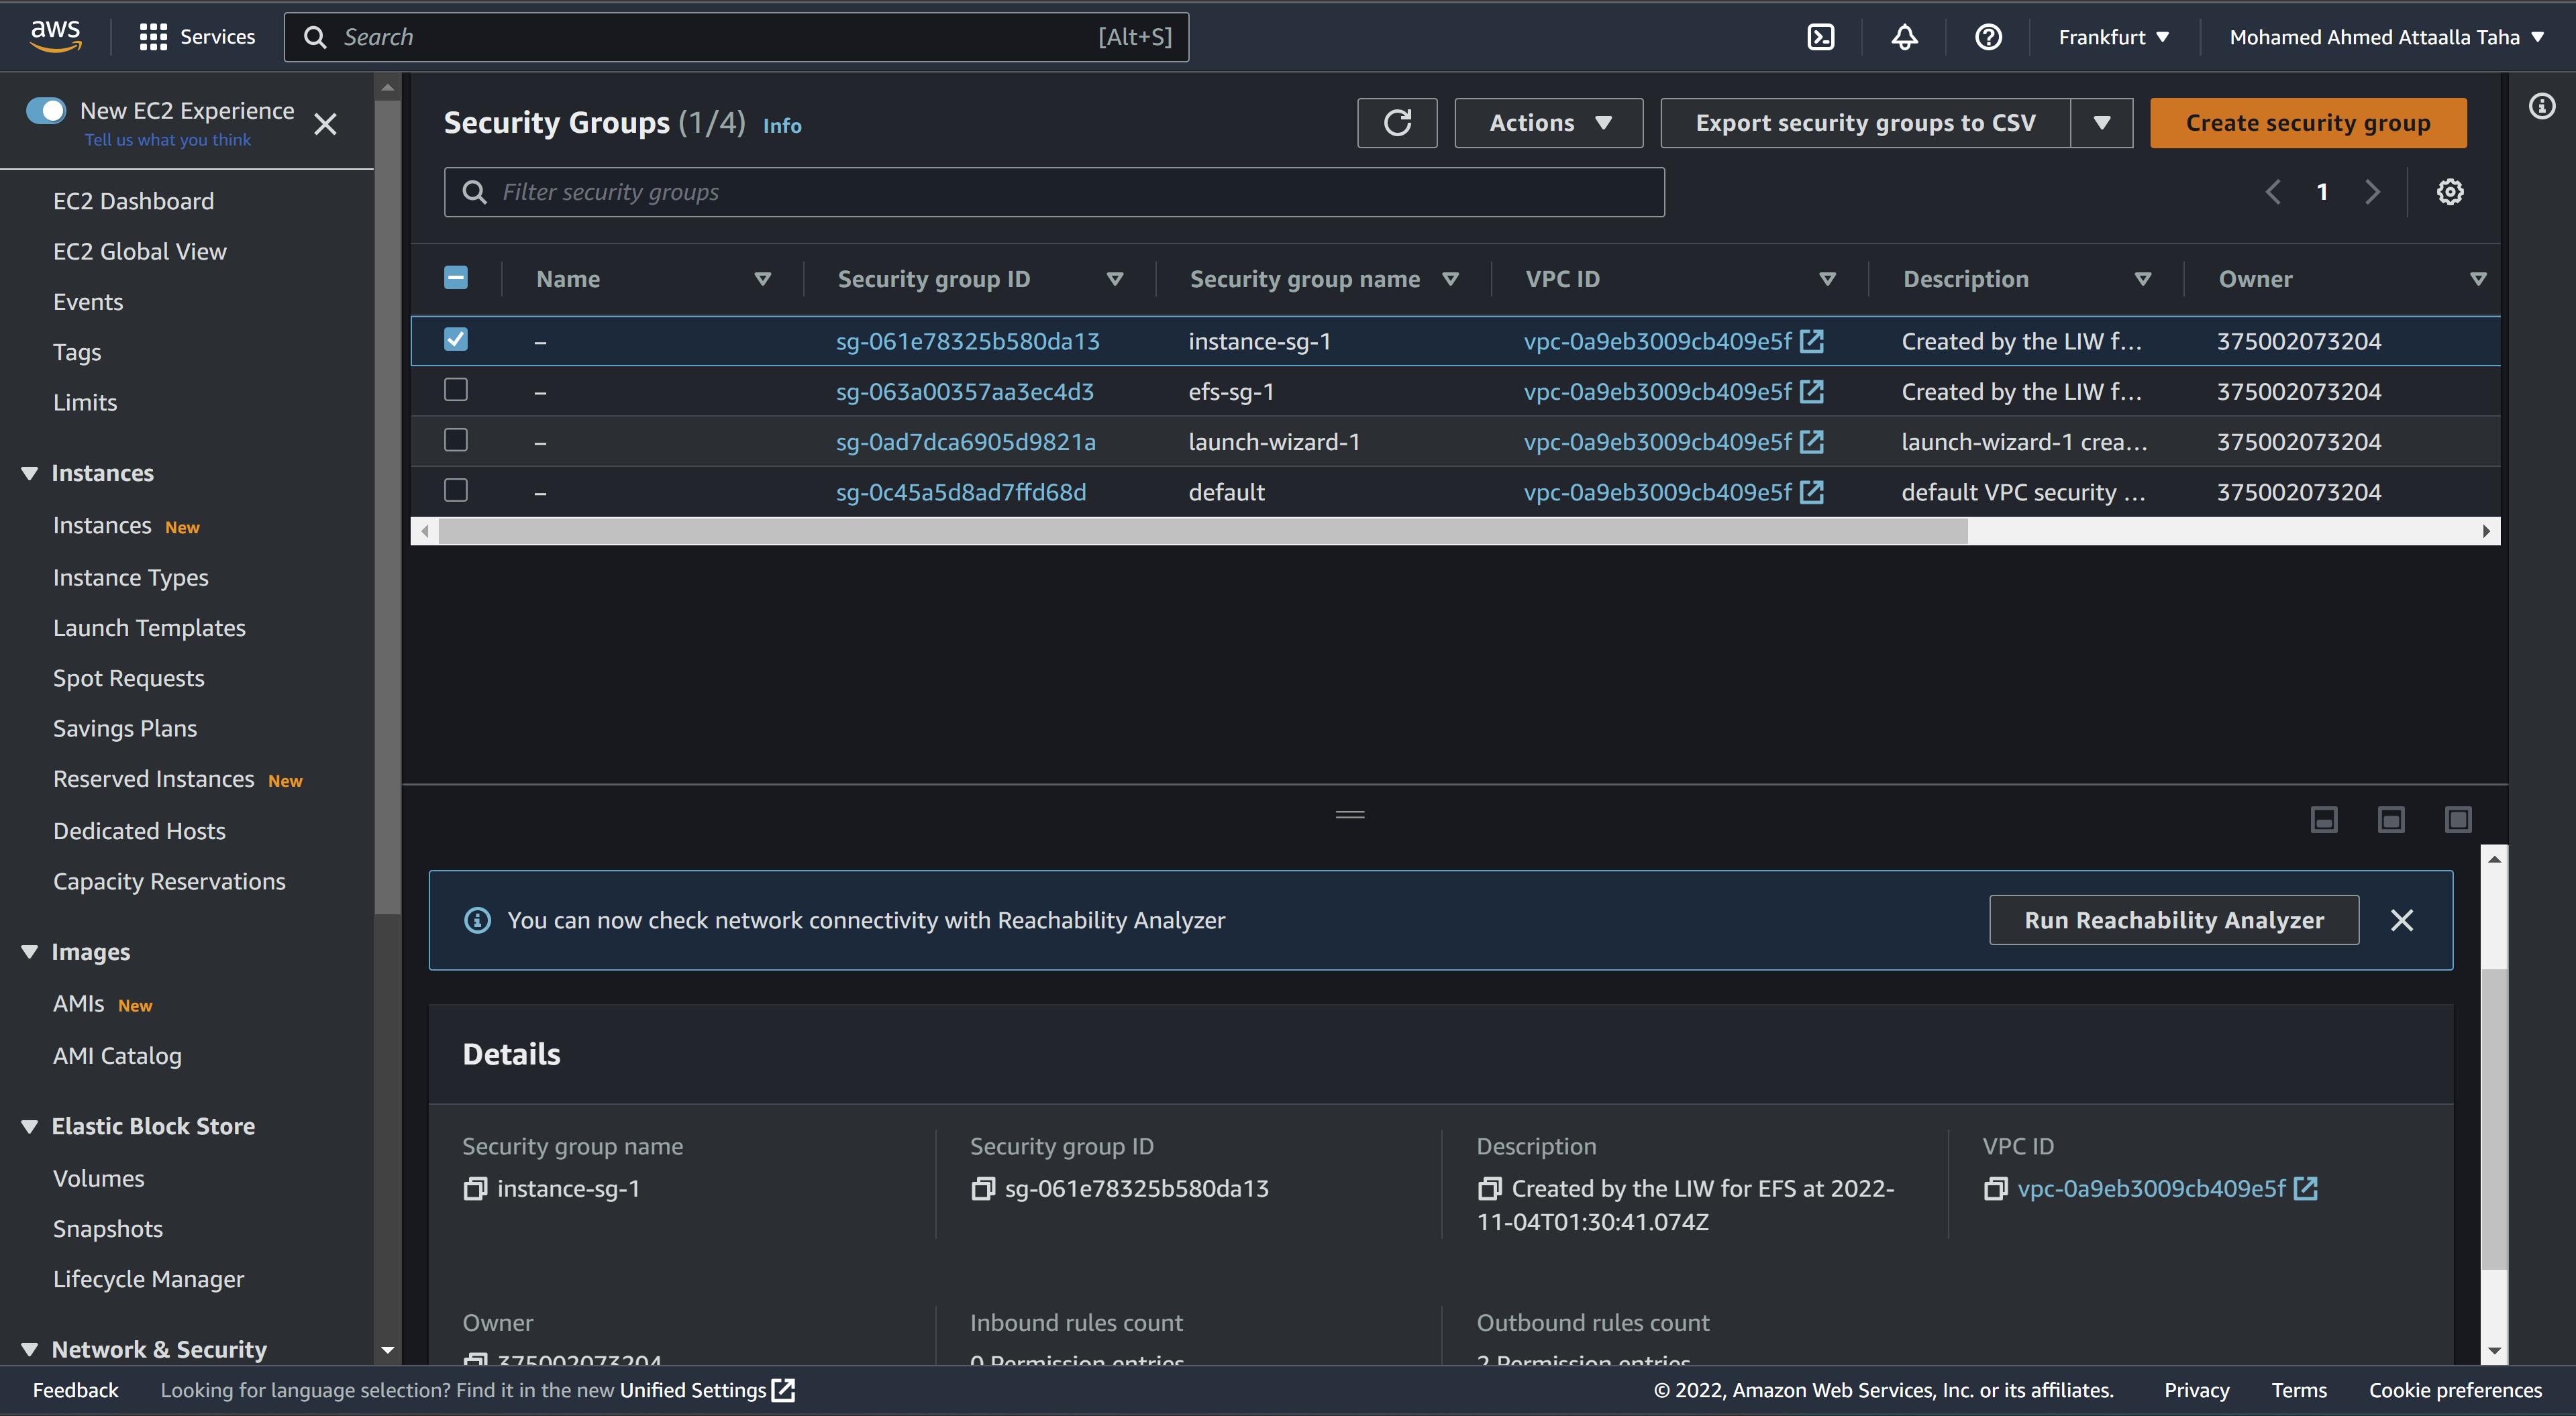 aws
Services
Search
[Alt+S]
Frankfurt
Mohamed Ahmed Attaalla Taha
New EC2 Experience
Tell us what you think
EC2 Dashboard
EC2 Global View
Events
Tags
Limits
Instances
Instances New
Instance Types
Launch Templates
Spot Requests
Savings Plans
Reserved Instances New
Dedicated Hosts
Capacity Reservations
Images
AMIs New
AMI Catalog
Elastic Block Store
Volumes
Snapshots
Lifecycle Manager
Network & Security
Security Groups (1/4) Info
Actions
Export security groups to CSV
Create security group
Filter security groups
1
Name Security group ID Security group name VPC ID Description Owner
– sg-061e78325b580da13 instance-sg-1 vpc-0a9eb3009cb409e5f Created by the LIW f... 375002073204
– sg-063a00357aa3ec4d3 efs-sg-1 vpc-0a9eb3009cb409e5f Created by the LIW f... 375002073204
– sg-0ad7dca6905d9821a launch-wizard-1 vpc-0a9eb3009cb409e5f launch-wizard-1 crea... 375002073204
– sg-0c45a5d8ad7ffd68d default vpc-0a9eb3009cb409e5f default VPC security ... 375002073204
You can now check network connectivity with Reachability Analyzer
Run Reachability Analyzer
Details
Security group name
instance-sg-1
Security group ID
sg-061e78325b580da13
Description
Created by the LIW for EFS at 2022-
11-04T01:30:41.074Z
VPC ID
vpc-0a9eb3009cb409e5f
Owner
375002073204
Inbound rules count
0 Permission entries
Outbound rules count
2 Permission entries
Feedback
Looking for language selection? Find it in the new Unified Settings
© 2022, Amazon Web Services, Inc. or its affiliates.
Privacy
Terms
Cookie preferences